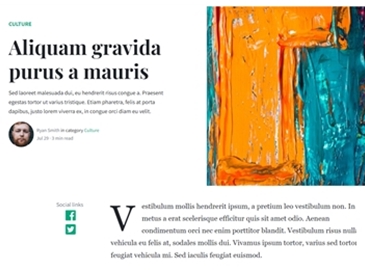 CULTURE
Aliquam gravida
purus a mauris
Sed laoreet malesuada dui, eu hendrerit risus congue a. Praesent
egestas tortor ut varius tristique. Etiam pharetra, felis at porta
dapibus, justo lorem viverra ex, in congue orci diam eu velit.
Ryan Smith in category Culture
Jul 29 · 3 min read
Social links
Vestibulum mollis hendrerit ipsum, a pretium leo vestibulum non. In
metus a erat scelerisque efficitur quis sit amet odio. Aenean
condimentum orci nec enim porttitor blandit. Vestibulum risus nulla
vehicula eu felis at, sodales mollis dui. Vivamus ipsum tortor, varius sed tortor
feugiat vehicula mi. Sed iaculis feugiat euismod.